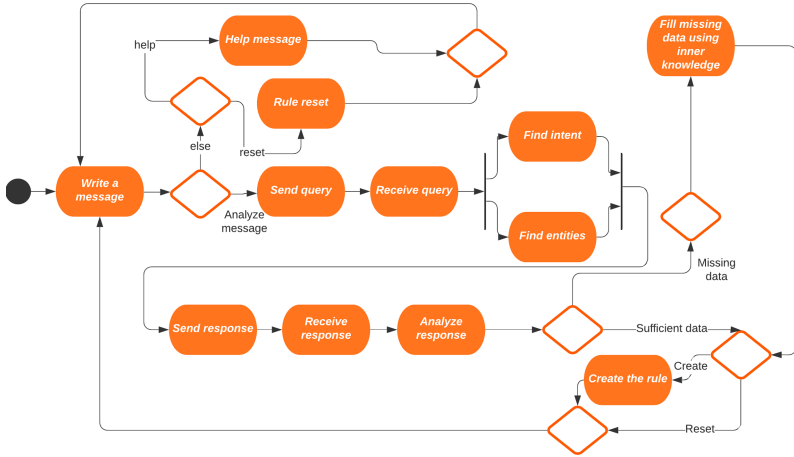 Fill missing
data using
inner
knowledge
help
Help message
Rule reset
else
reset
Find intent
Write a
message
Send query
Receive query
Analyze
message
Find entities
Missing
data
Send response
Receive
response
Analyze
response
Sufficient data
Create
Create the rule
Reset